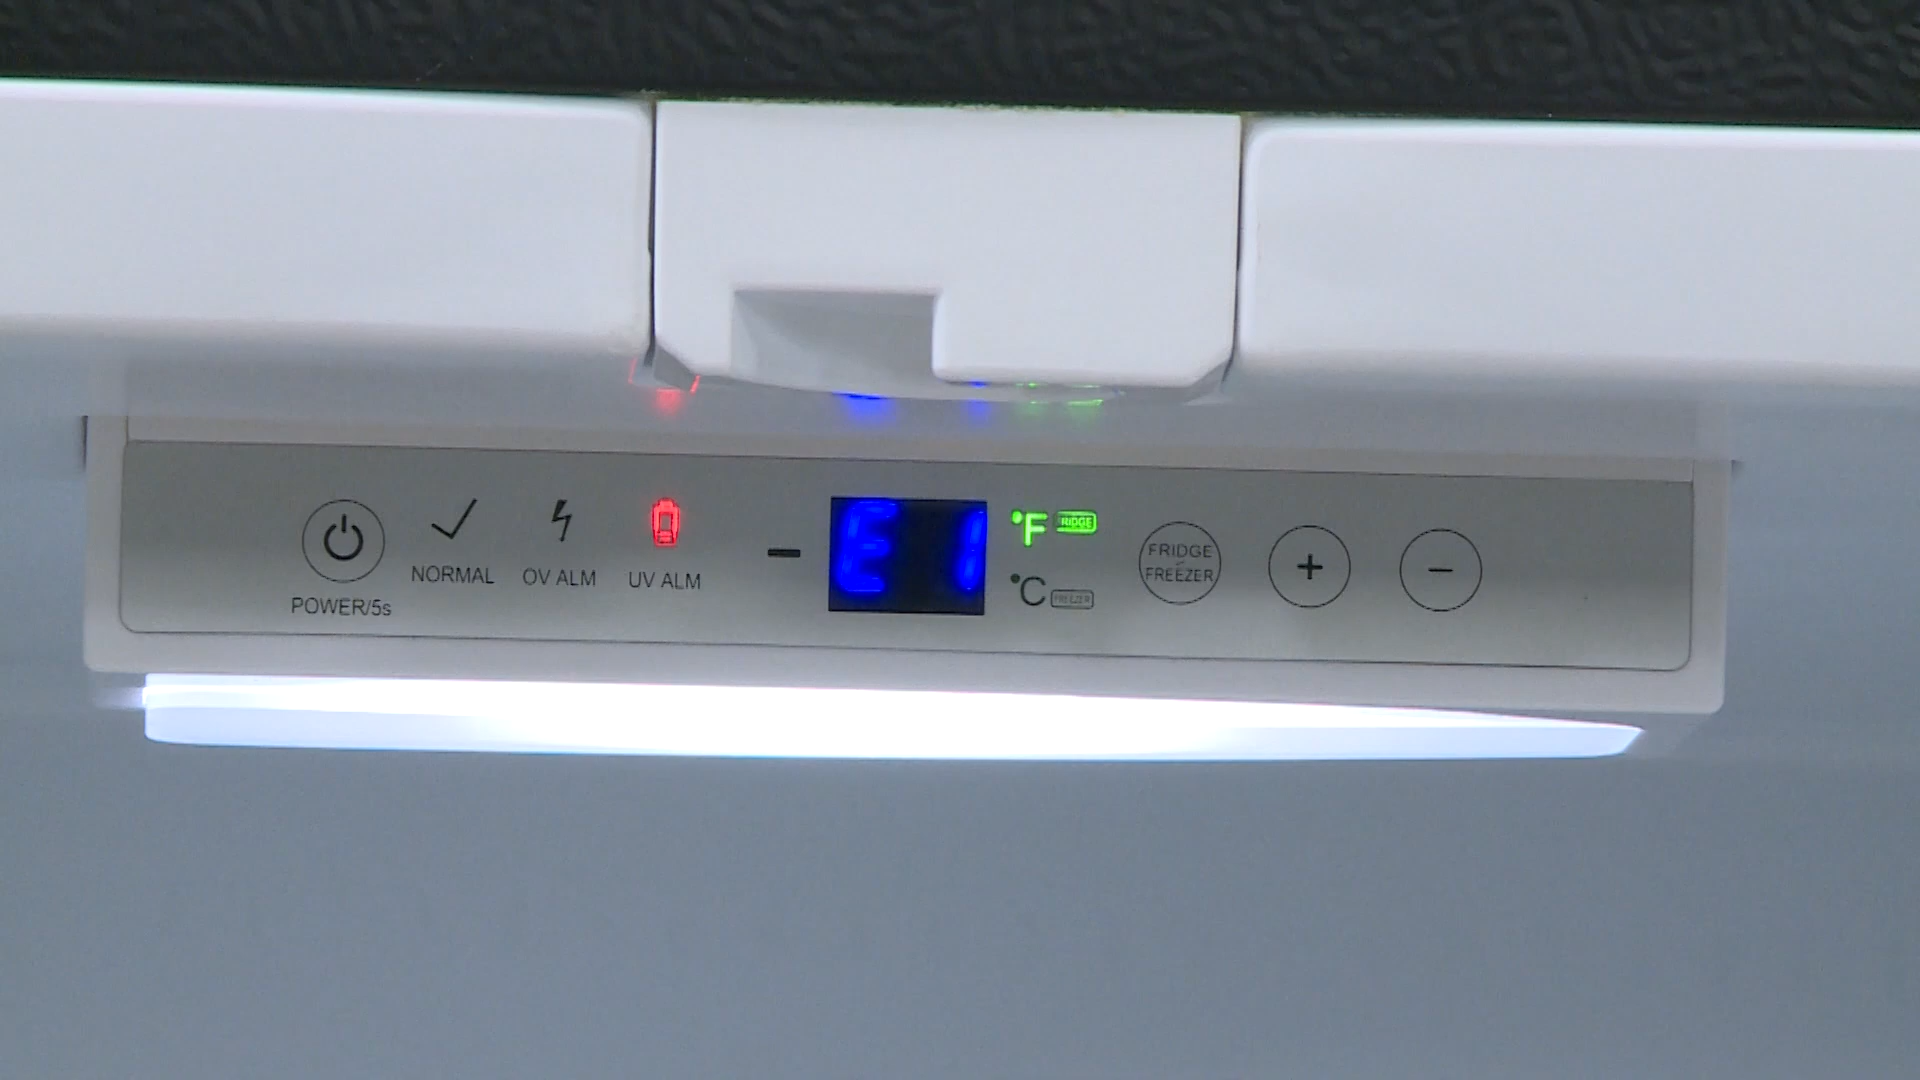 POWER/5s
NORMAL
OV ALM
UV ALM
E1
°F FRIDGE
°C FREEZER
FRIDGE
FREEZER
+
−